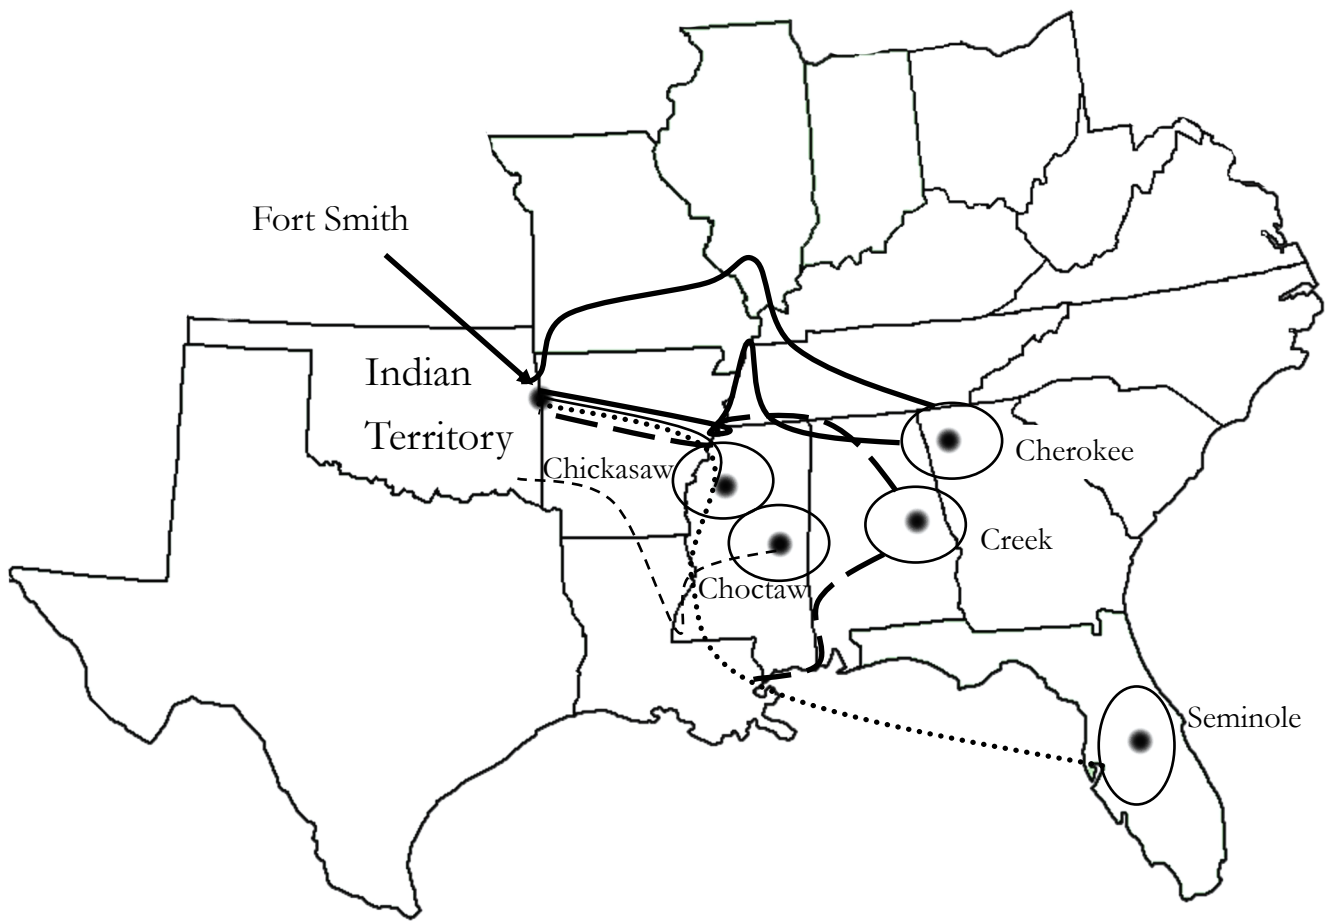 Fort Smith
Indian
Territory
Chickasaw
Cherokee
Creek
Choctaw
Seminole